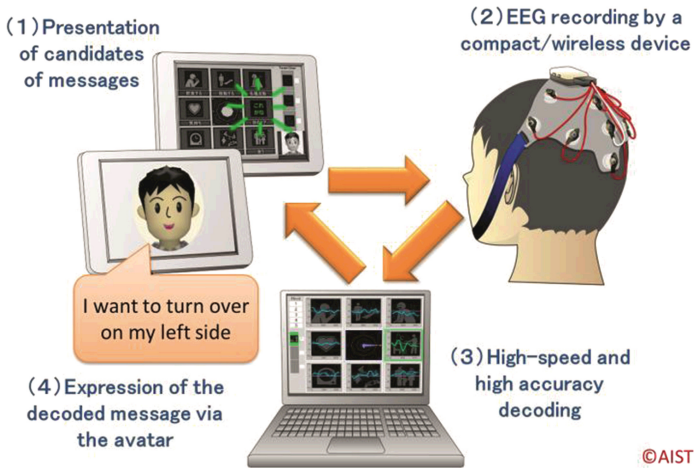 (1)Presentation
of candidates
of messages
(2)EEG recording by a
compact/wireless device
I want to turn over
on my left side
(3)High-speed and
high accuracy
decoding
(4)Expression of the
decoded message via
the avatar
©AIST